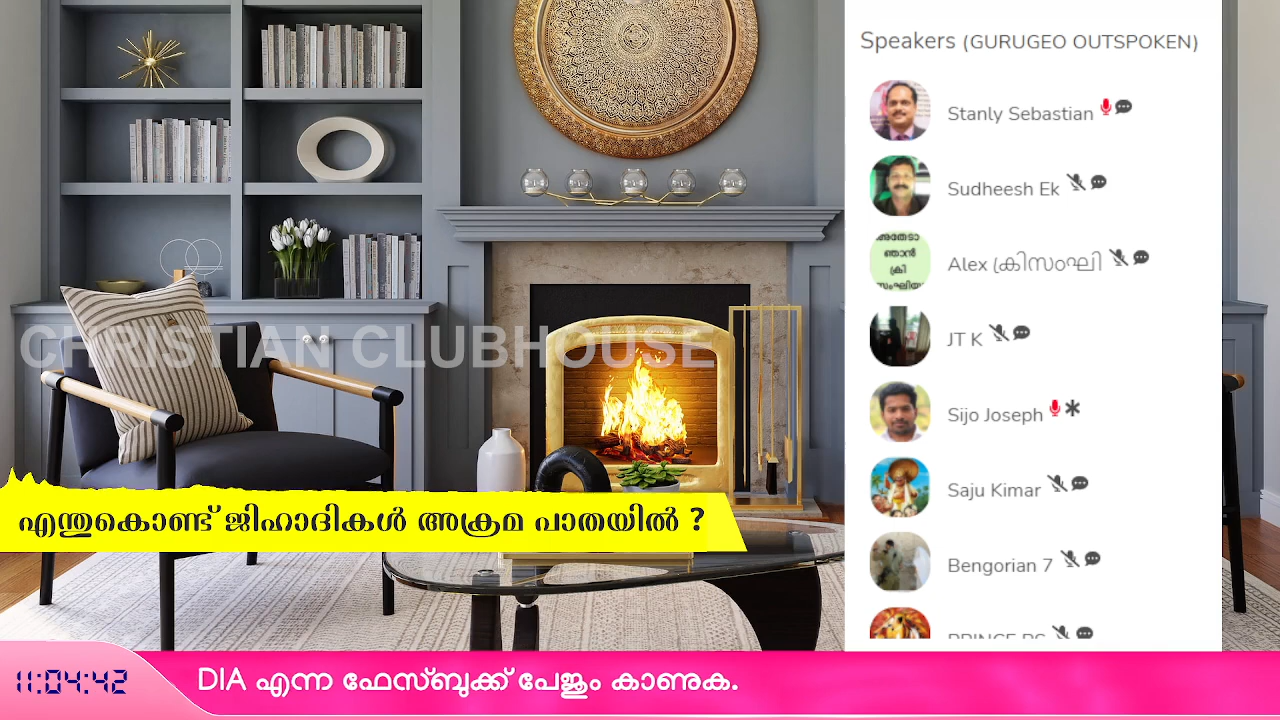 Speakers (GURUGEO OUTSPOKEN)
Stanly Sebastian
Sudheesh Ek
അതേടാ
ഞാൻ
ക്രി
സംഘിയാ
Alex ക്രിസംഘി
JT K
Sijo Joseph
Saju Kimar
Bengorian 7
CHRISTIAN CLUBHOUSE
എന്തുകൊണ്ട് ജിഹാദികൾ അക്രമ പാതയിൽ ?
11:04:42
DIA എന്ന ഫേസ്ബുക്ക് പേജും കാണുക.